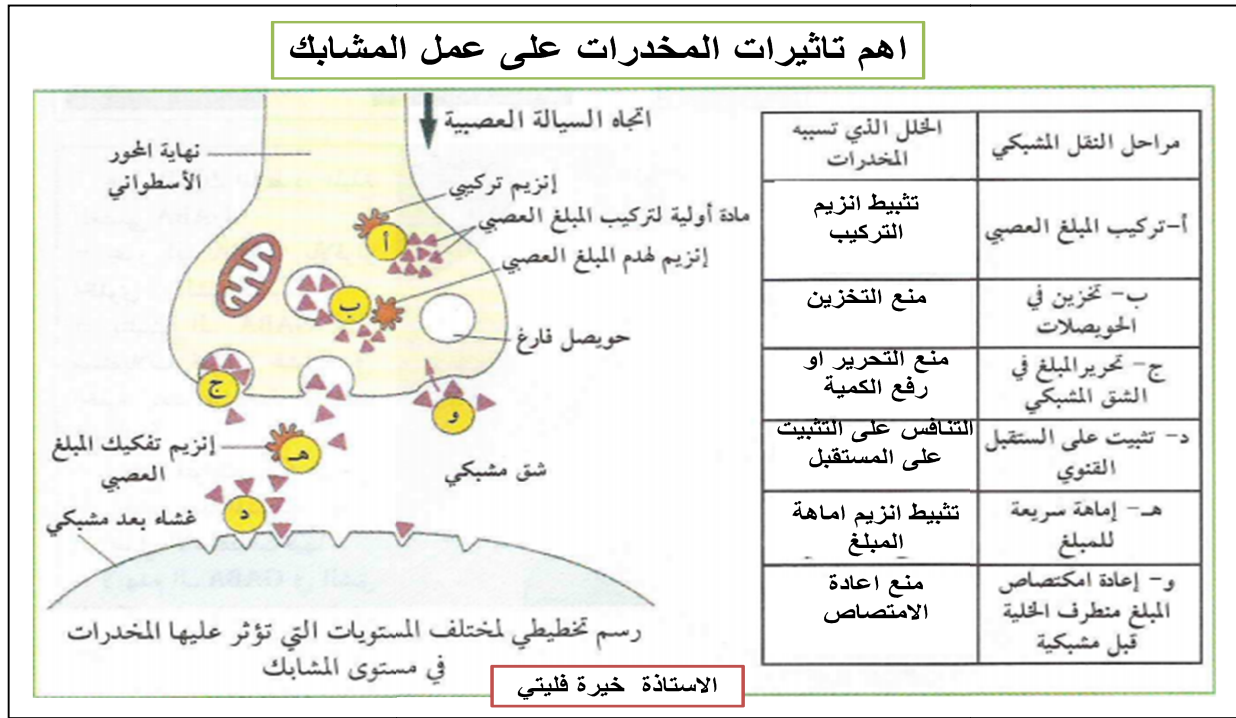 اهم تاثيرات المخدرات على عمل المشابك
اتجاه السيالة العصبية
نهاية المحور
الأسطواني
إنزيم تركيبي
مادة أولية لتركيب المبلغ العصبي
إنزيم لهدم المبلغ العصبي
أ
ب
حويصل فارغ
ج
و
هـ
إنزيم تفكيك المبلغ
العصبي
شق مشبكي
د
غشاء بعد مشبكي
رسم تخطيطي لمختلف المستويات التي تؤثر عليها المخدرات
في مستوى المشابك
مراحل النقل المشبكي
الخلل الذي تسببه
المخدرات
أ-تركيب المبلغ العصبي
تثبيط انزيم
التركيب
ب- تخزين في
الحويصلات
منع التخزين
ج- تحرير المبلغ في
الشق المشبكي
منع التحرير او
رفع الكمية
د- تثبيت على الستقبل
القنوي
التنافس على التثبيت
على المستقبل
هـ- إماهة سريعة
للمبلغ
تثبيط انزيم اماهة
المبلغ
و- إعادة امكتصاص
المبلغ منطرف الخلية
قبل مشبكية
منع اعادة
الامتصاص
الاستاذة خيرة فليتي